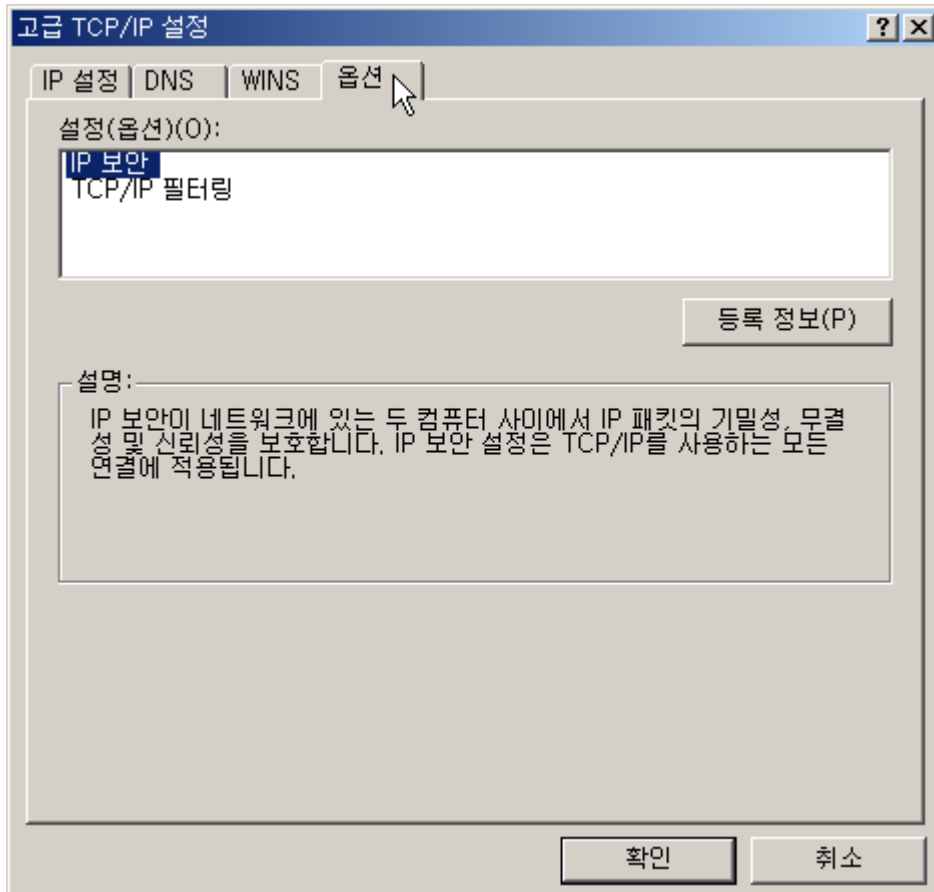 고급 TCP/IP 설정
IP 설정 DNS WINS 옵션
설정(옵션)(O):
IP 보안
TCP/IP 필터링
등록 정보(P)
설명:
IP 보안이 네트워크에 있는 두 컴퓨터 사이에서 IP 패킷의 기밀성, 무결
성 및 신뢰성을 보호합니다. IP 보안 설정은 TCP/IP를 사용하는 모든
연결에 적용됩니다.
확인 취소